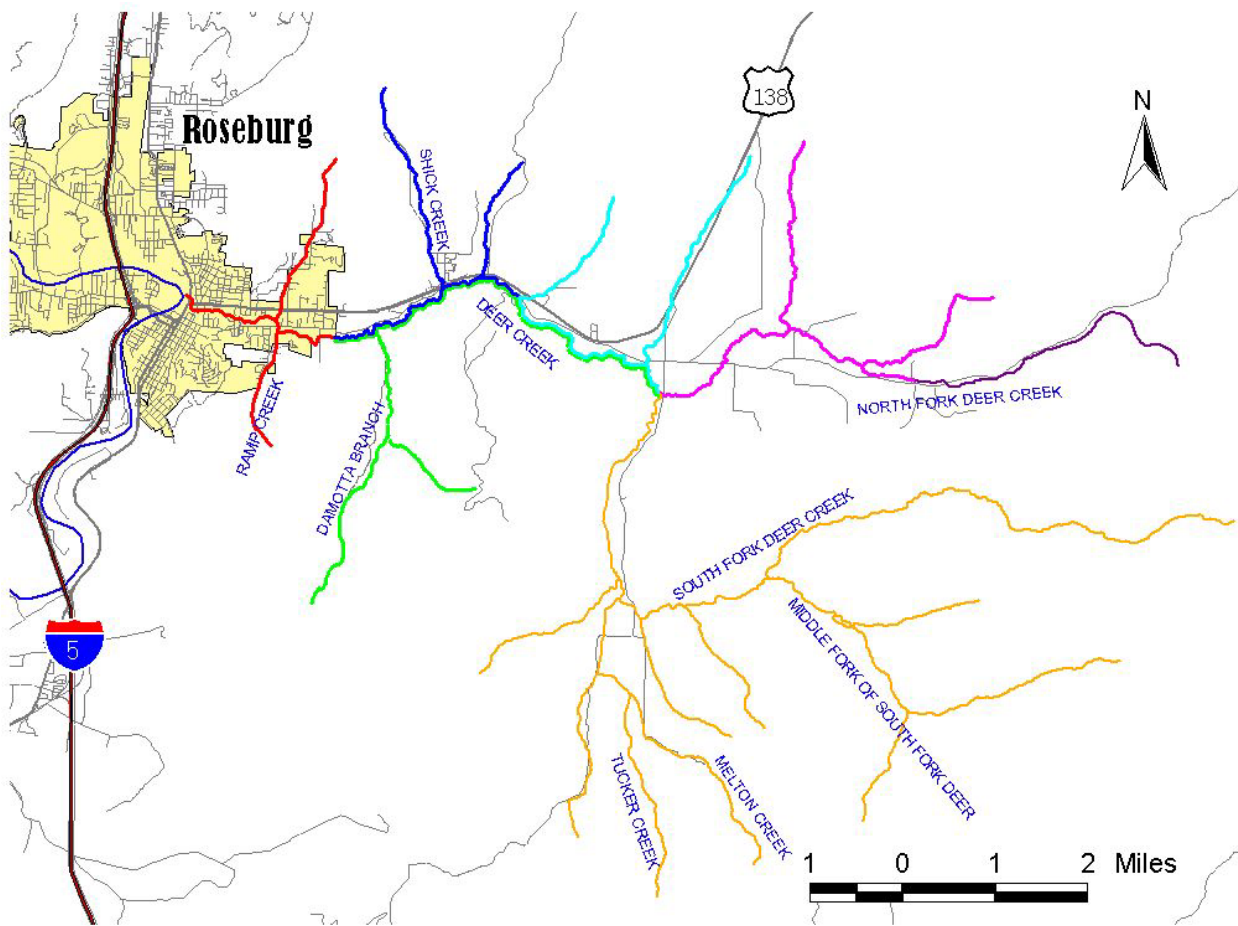 138
N
Roseburg
SHICK CREEK
DEER CREEK
RAMP CREEK
NORTH FORK DEER CREEK
DAMOTTA BRANCH
SOUTH FORK DEER CREEK
MIDDLE FORK OF SOUTH FORK DEER
5
TUCKER CREEK
MELTON CREEK
1 0 1 2 Miles